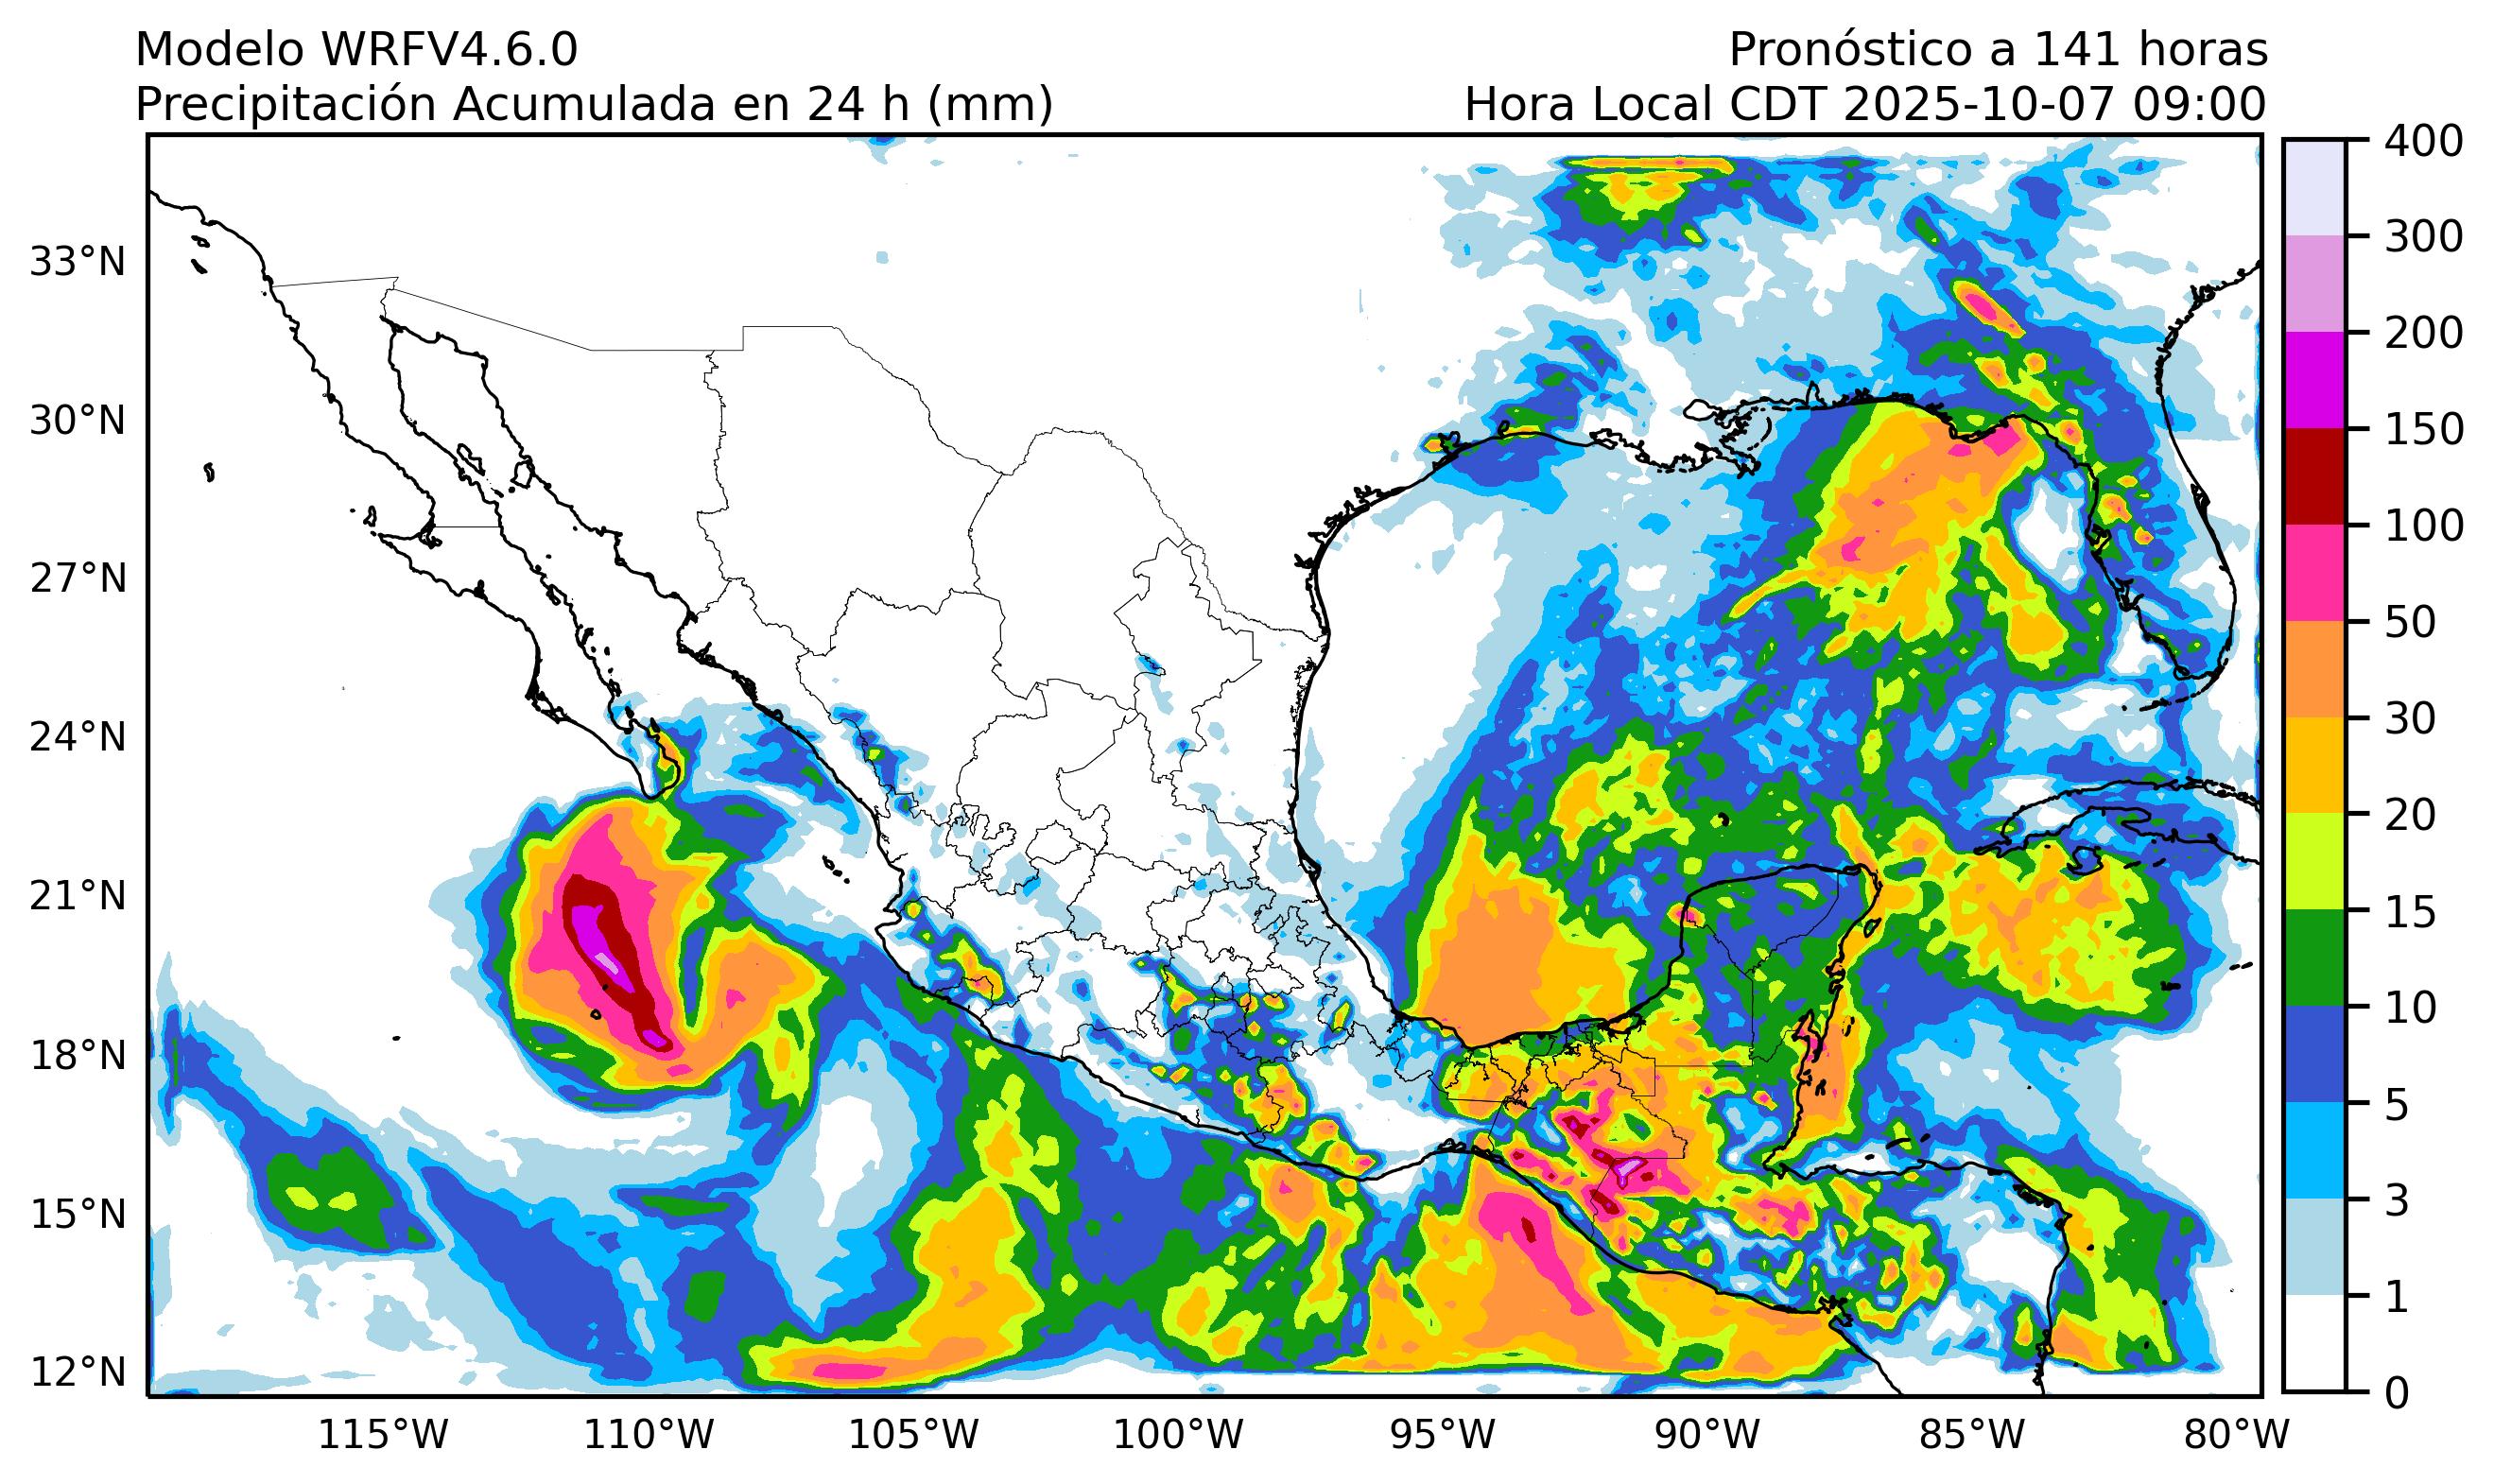 Modelo WRFV4.6.0
Pronóstico a 141 horas
Precipitación Acumulada en 24 h (mm)
Hora Local CDT 2025-10-07 09:00
33°N
30°N
27°N
24°N
21°N
18°N
15°N
12°N
115°W
110°W
105°W
100°W
95°W
90°W
85°W
80°W
400
300
200
150
100
50
30
20
15
10
5
3
1
0